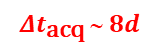 Δt_acq ~ 8d